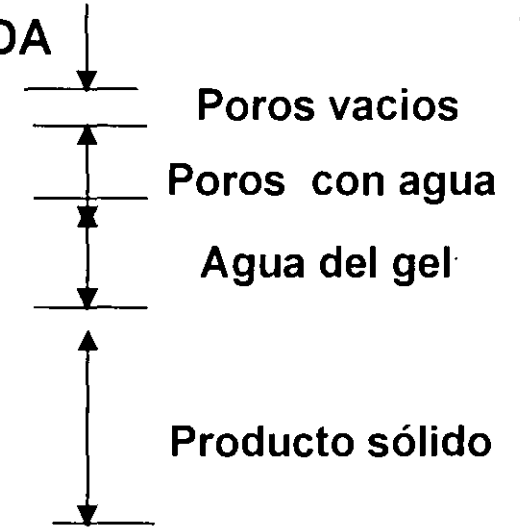 DA
Poros vacios
Poros con agua
Agua del gel
Producto sólido